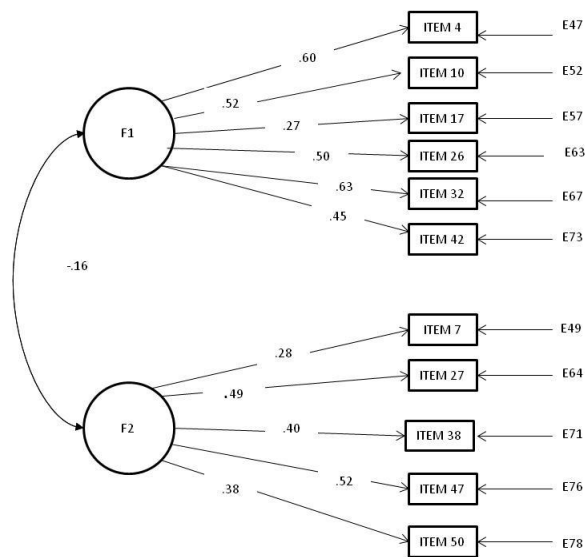 ITEM 4 E47
.60
ITEM 10 E52
.52
ITEM 17 E57
.27
F1
ITEM 26 E63
.50
ITEM 32 E67
.63
ITEM 42 E73
.45
-.16
ITEM 7 E49
.28
ITEM 27 E64
.49
F2
.40
ITEM 38 E71
.52
ITEM 47 E76
.38
ITEM 50 E78